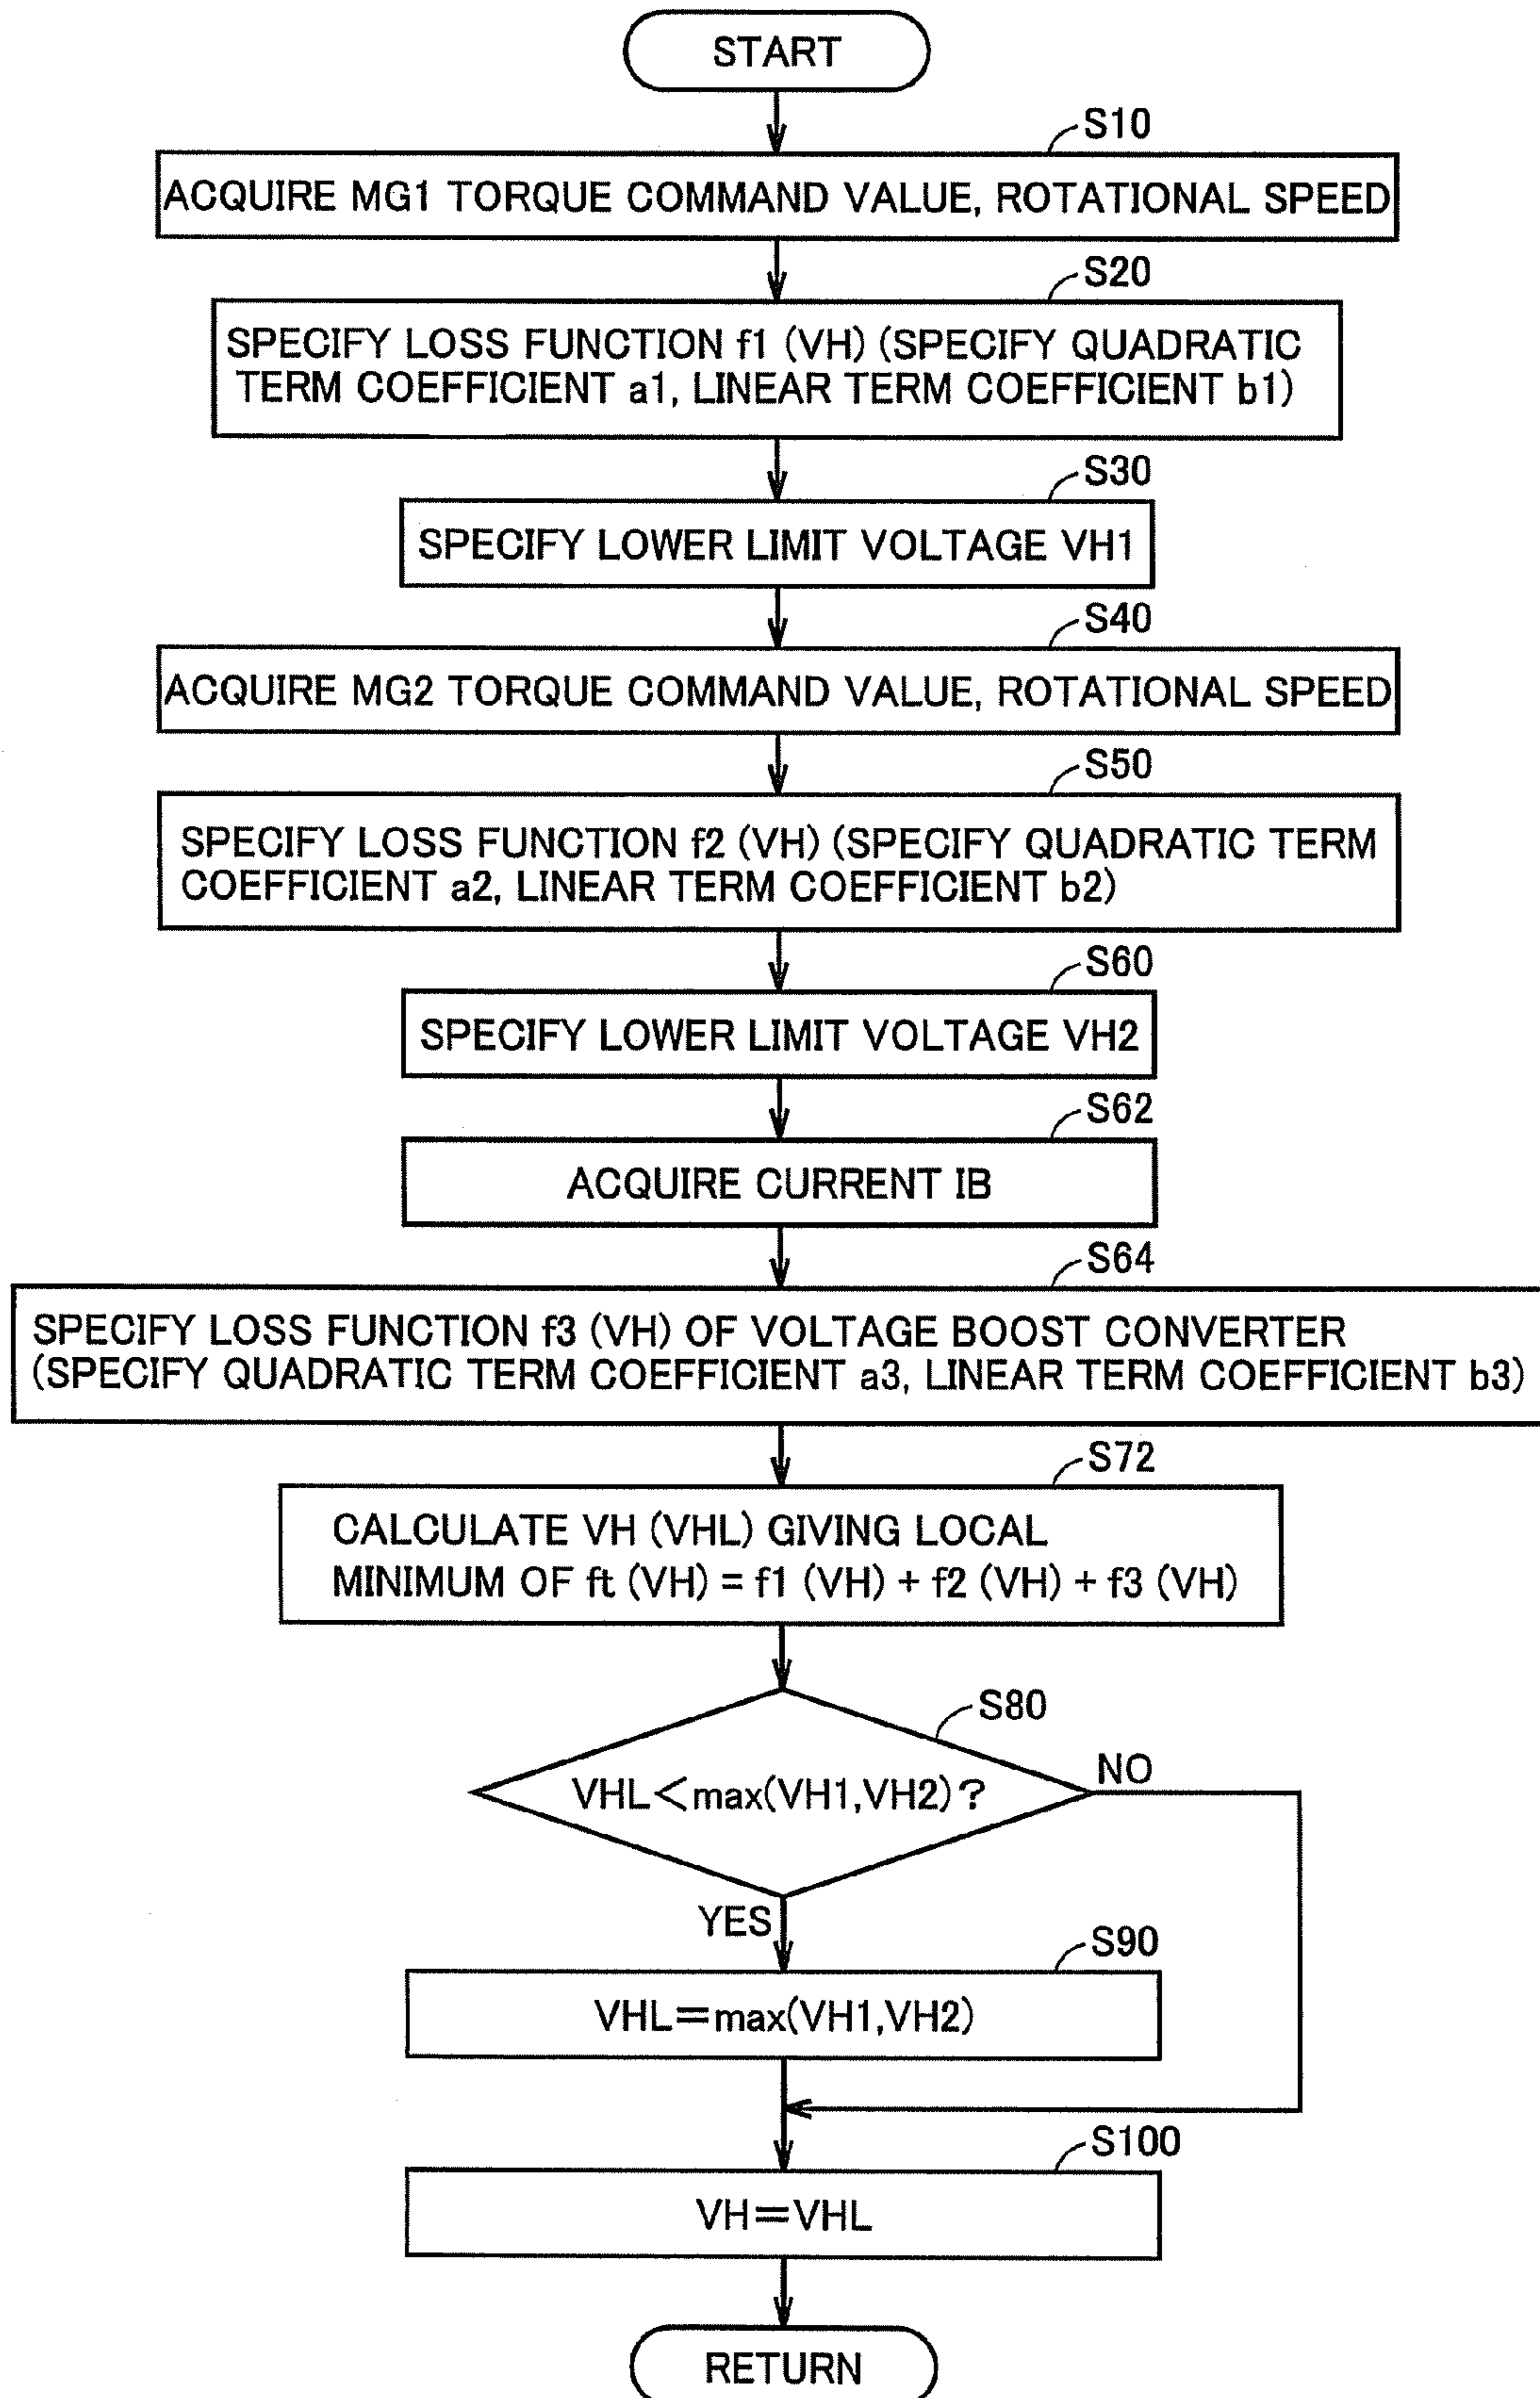 START
S10
ACQUIRE MG1 TORQUE COMMAND VALUE, ROTATIONAL SPEED
S20
SPECIFY LOSS FUNCTION f1 (VH) (SPECIFY QUADRATIC
TERM COEFFICIENT a1, LINEAR TERM COEFFICIENT b1)
S30
SPECIFY LOWER LIMIT VOLTAGE VH1
S40
ACQUIRE MG2 TORQUE COMMAND VALUE, ROTATIONAL SPEED
S50
SPECIFY LOSS FUNCTION f2 (VH) (SPECIFY QUADRATIC TERM
COEFFICIENT a2, LINEAR TERM COEFFICIENT b2)
S60
SPECIFY LOWER LIMIT VOLTAGE VH2
S62
ACQUIRE CURRENT IB
S64
SPECIFY LOSS FUNCTION f3 (VH) OF VOLTAGE BOOST CONVERTER
(SPECIFY QUADRATIC TERM COEFFICIENT a3, LINEAR TERM COEFFICIENT b3)
S72
CALCULATE VH (VHL) GIVING LOCAL
MINIMUM OF ft (VH) = f1 (VH) + f2 (VH) + f3 (VH)
S80
VHL<max(VH1,VH2)?
NO
YES
S90
VHL=max(VH1,VH2)
S100
VH=VHL
RETURN